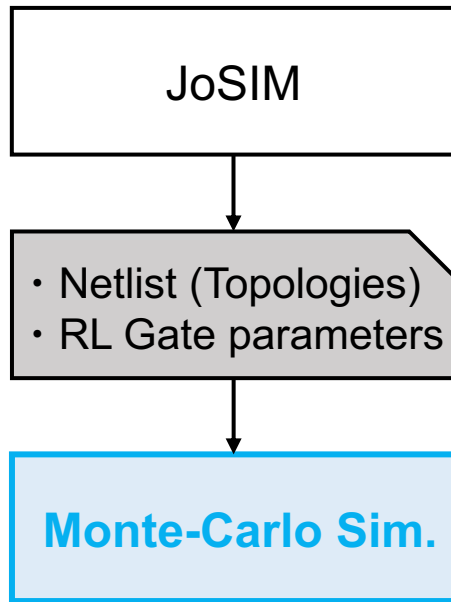 JoSIM
・Netlist (Topologies)
・RL Gate parameters
Monte-Carlo Sim.